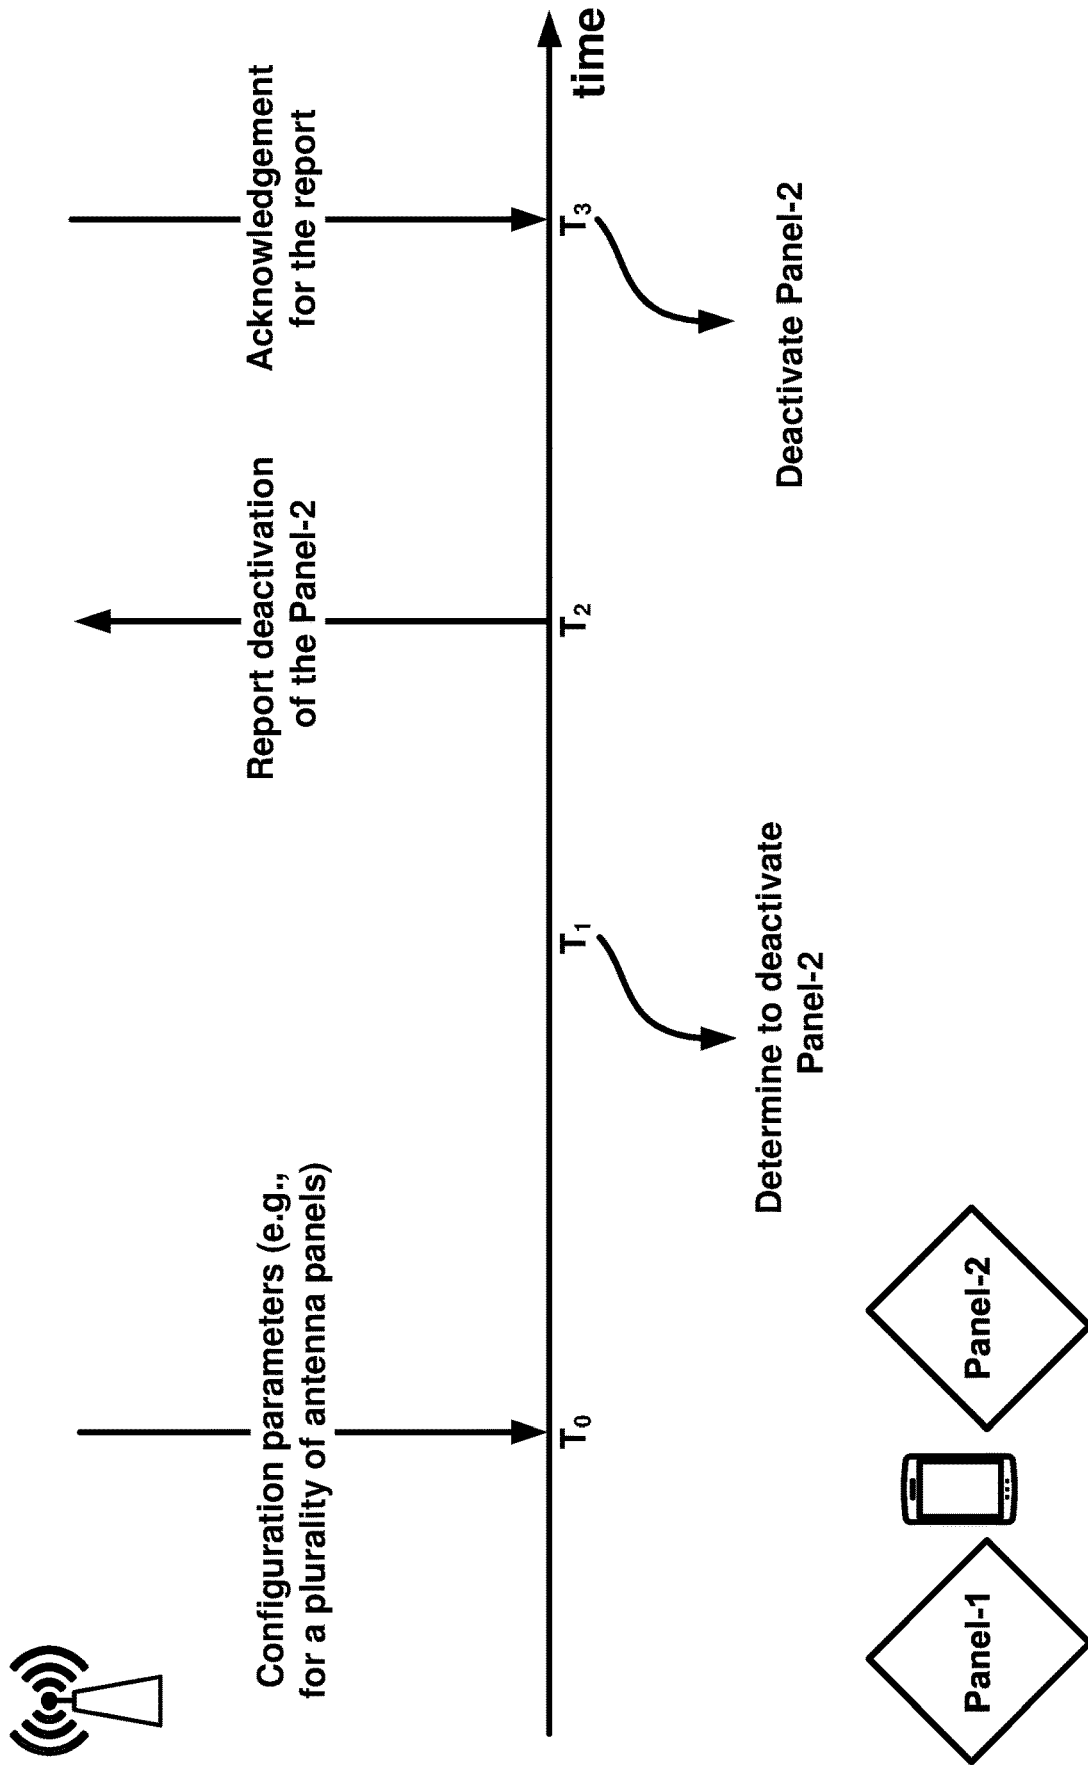 Configuration parameters (e.g.,
for a plurality of antenna panels)
Report deactivation
of the Panel-2
Acknowledgement
for the report
T0
T1
T2
T3
time
Determine to deactivate
Panel-2
Deactivate Panel-2
Panel-1
Panel-2